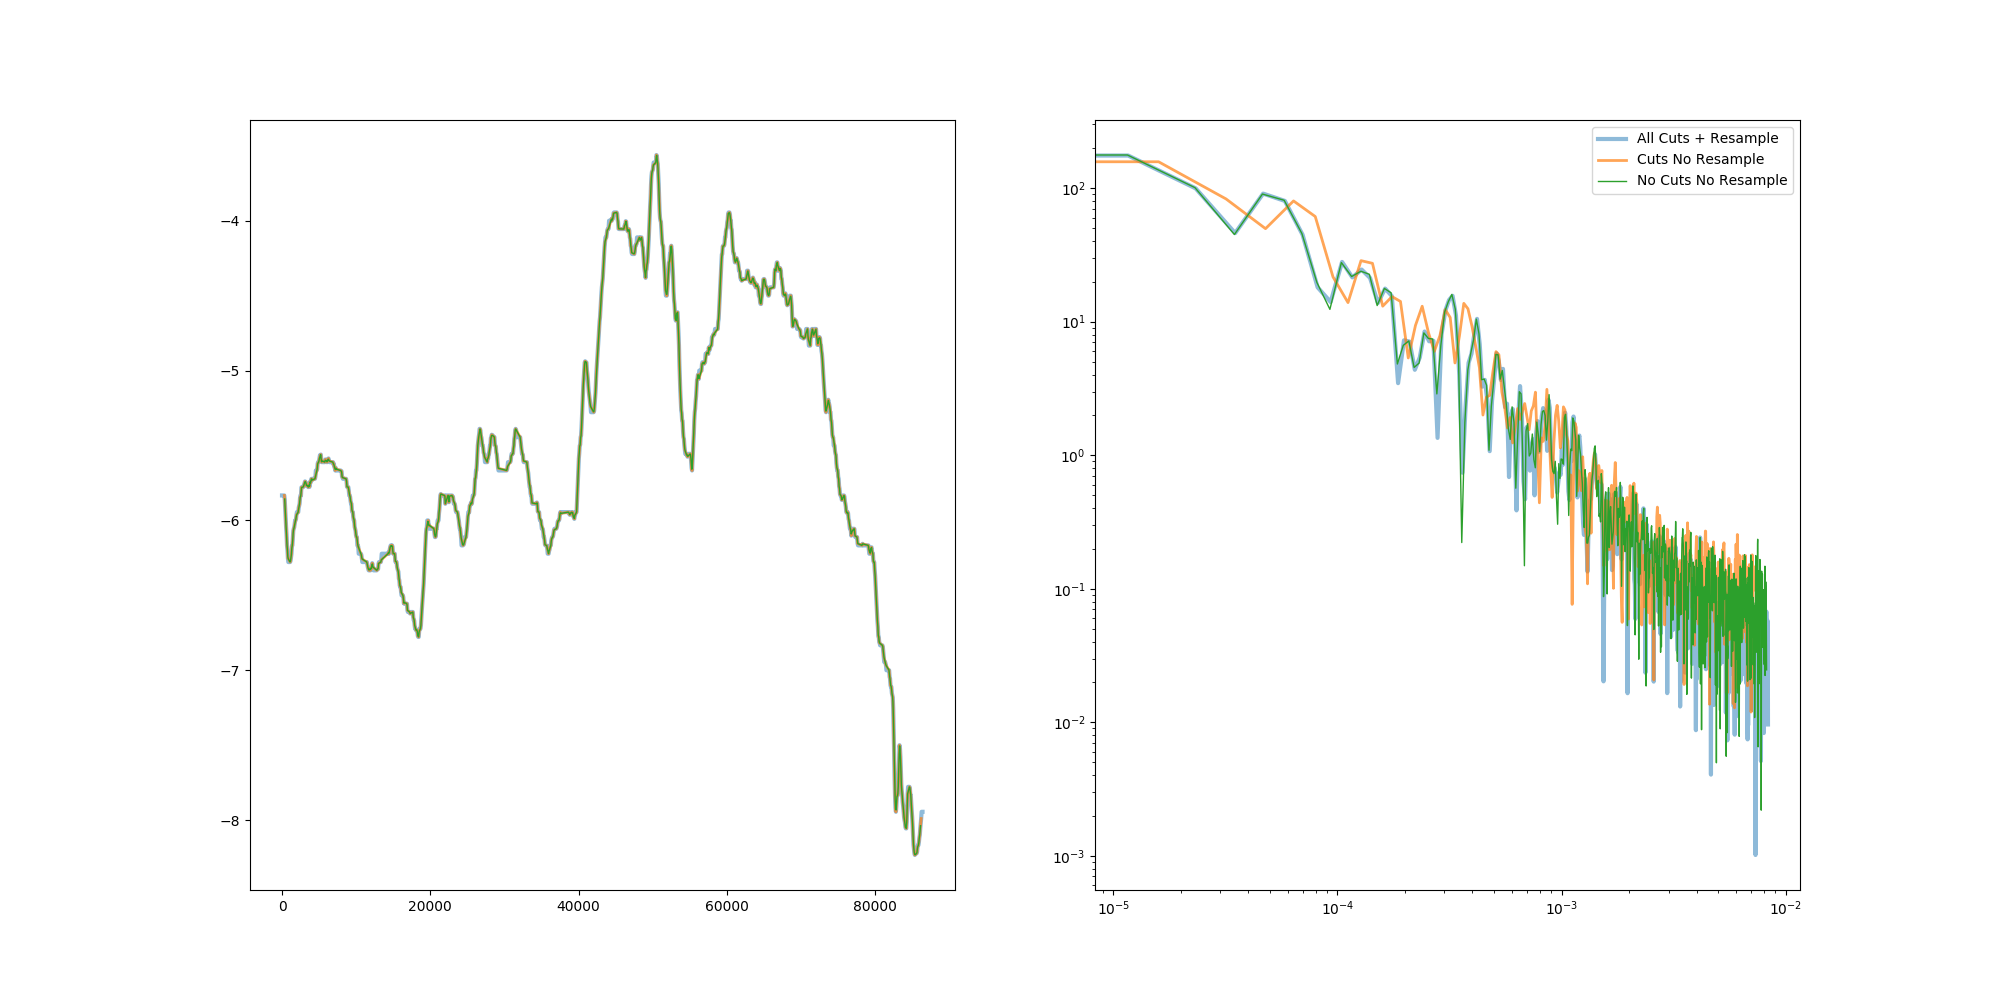 −4
−5
−6
−7
−8
0 20000 40000 60000 80000
All Cuts + Resample
Cuts No Resample
No Cuts No Resample
10²
10¹
10⁰
10⁻¹
10⁻²
10⁻³
10⁻⁵ 10⁻⁴ 10⁻³ 10⁻²